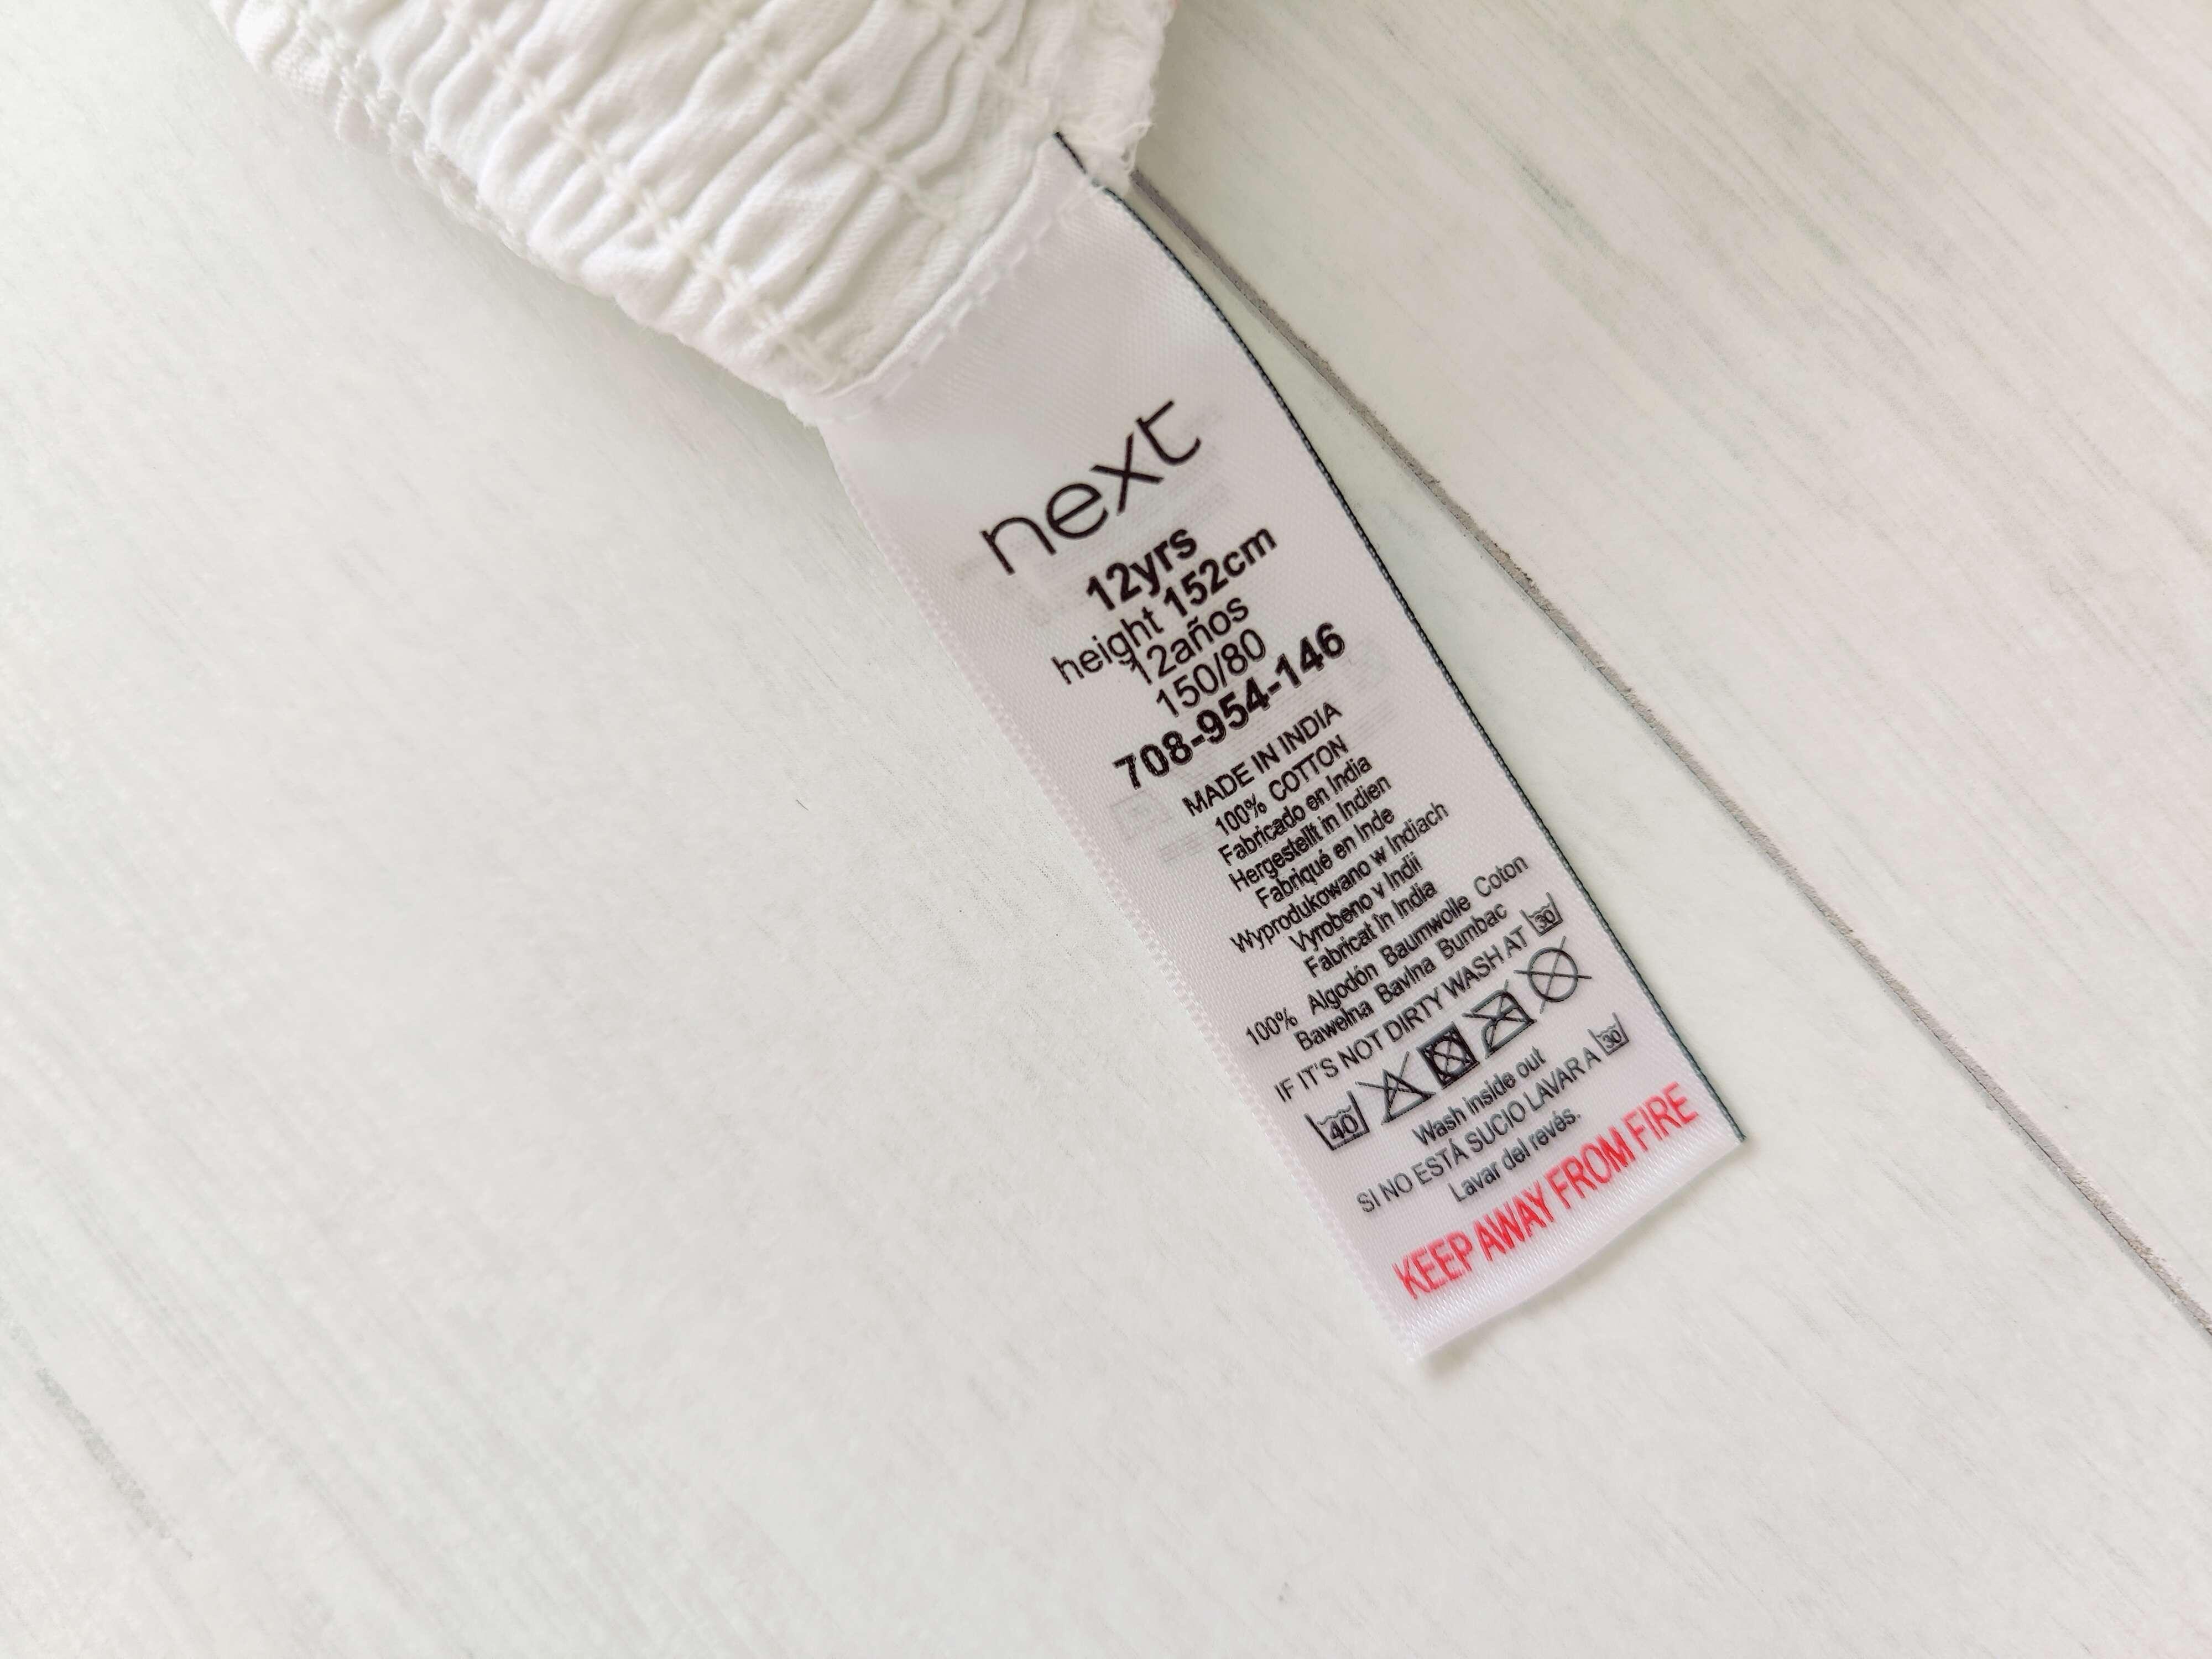 next
12yrs
height 152cm
12años
150/80
708-954-146
MADE IN INDIA
100% COTTON
Fabricado en India
Hergestellt in Indien
Fabriqué en Inde
Wyprodukowano w Indiach
Vyrobeno v Indii
Fabricat în India
100% Algodón Baumwolle Coton
Bawełna Bavlna Bumbac
IF IT'S NOT DIRTY WASH AT 30
40
Wash inside out
SI NO ESTÁ SUCIO LAVAR A 30
Lavar del revés.
KEEP AWAY FROM FIRE